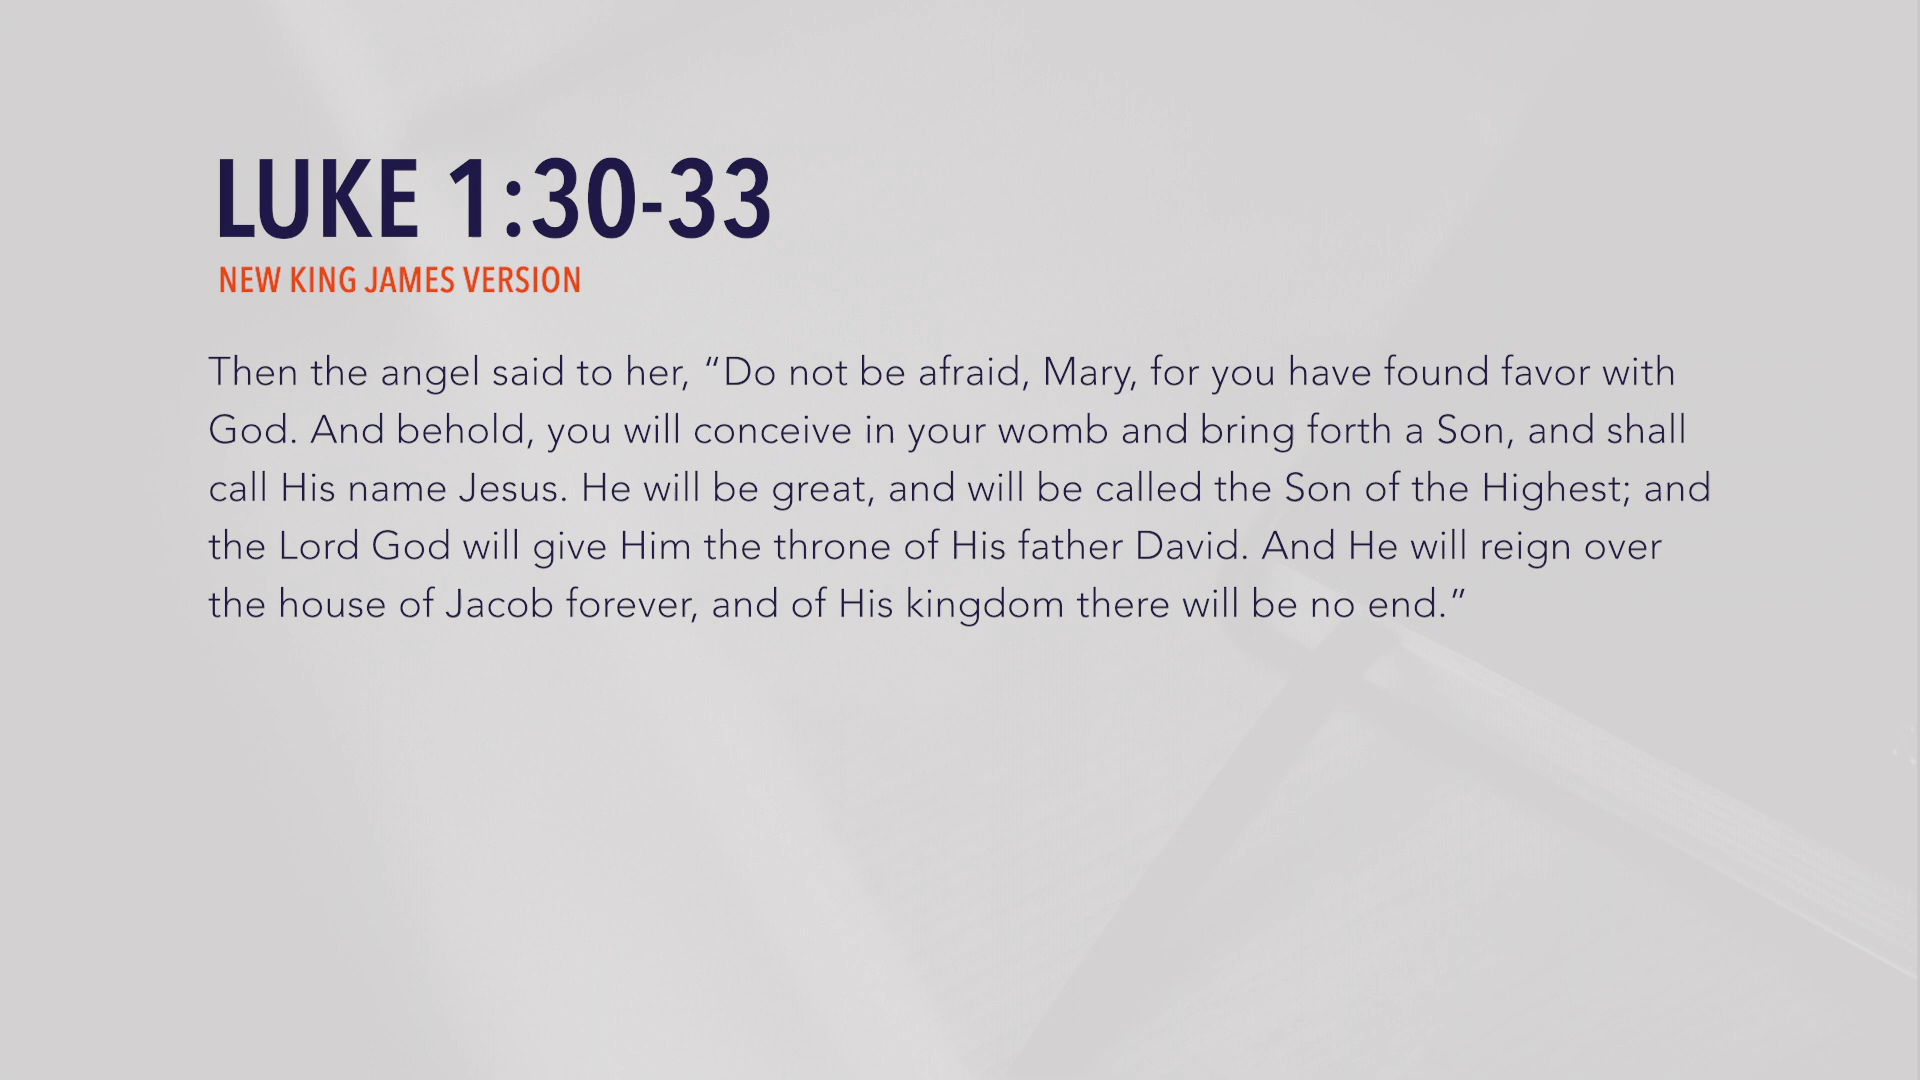 LUKE 1:30-33
NEW KING JAMES VERSION
Then the angel said to her, “Do not be afraid, Mary, for you have found favor with
God. And behold, you will conceive in your womb and bring forth a Son, and shall
call His name Jesus. He will be great, and will be called the Son of the Highest; and
the Lord God will give Him the throne of His father David. And He will reign over
the house of Jacob forever, and of His kingdom there will be no end.”